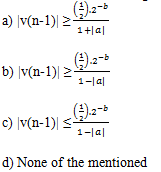 a) |v(n-1)| ≥ (1/2).2^-b / 1+|a|
b) |v(n-1)| ≥ (1/2).2^-b / 1-|a|
c) |v(n-1)| ≤ (1/2).2^-b / 1-|a|
d) None of the mentioned